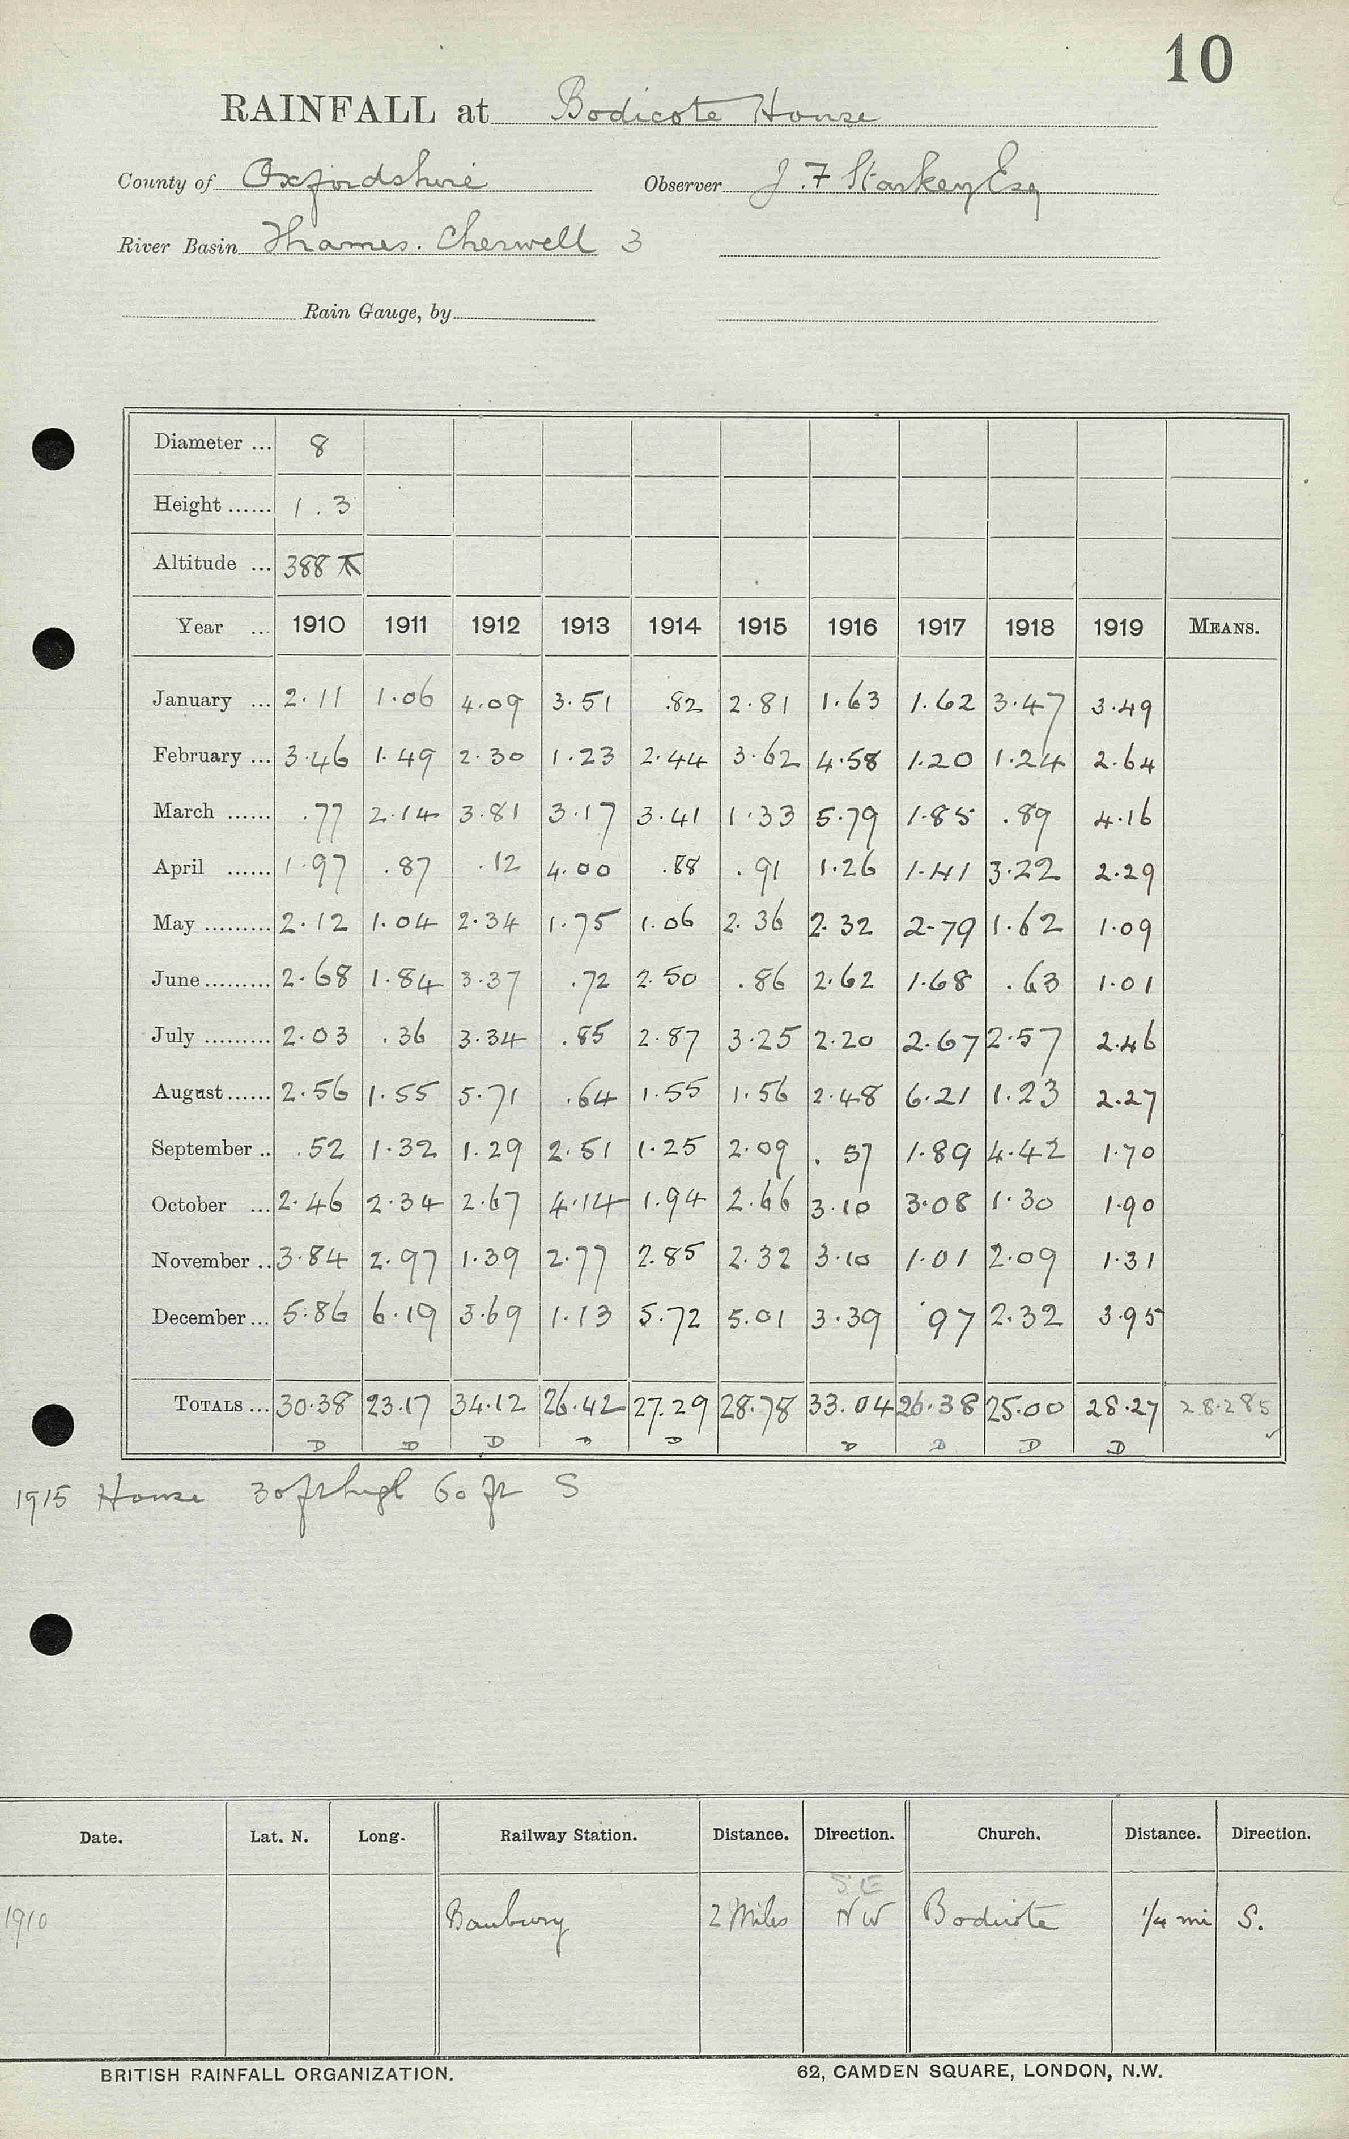 10
RAINFALL at Bodicote House
County of Oxfordshire Observer J. F Starkey Esq
River Basin Thames. Cherwell 3
Rain Gauge, by
Diameter ... 8
Height ...... 1 . 3
Altitude ... 388
Year ... 1910 1911 1912 1913 1914 1915 1916 1917 1918 1919 MEANS.
January ... 2.11 1.06 4.09 3.51 .82 2.81 1.63 1.62 3.47 3.49
February ... 3.46 1.49 2.30 1.23 2.44 3.62 4.58 1.20 1.24 2.64
March ...... .77 2.14 3.81 3.17 3.41 1.33 5.79 1.85 .89 4.16
April ...... 1.97 .87 .12 4.00 .88 .91 1.26 1.41 3.22 2.29
May ......... 2.12 1.04 2.34 1.75 1.06 2.36 2.32 2.79 1.62 1.09
June ......... 2.68 1.84 3.37 .72 2.50 .86 2.62 1.68 .63 1.01
July ......... 2.03 .36 3.34 .85 2.87 3.25 2.20 2.67 2.57 2.46
August ...... 2.56 1.55 5.71 .64 1.55 1.56 2.48 6.21 1.23 2.27
September .. .52 1.32 1.29 2.51 1.25 2.09 .57 1.89 4.42 1.70
October ... 2.46 2.34 2.67 4.14 1.94 2.66 3.10 3.08 1.30 1.90
November .. 3.84 2.97 1.39 2.77 2.85 2.32 3.10 1.01 2.09 1.31
December ... 5.86 6.19 3.69 1.13 5.72 5.01 3.39 .97 2.32 3.95
TOTALS ... 30.38 23.17 34.12 26.42 27.29 28.78 33.04 26.38 25.00 28.27 28.285
D D D D D D D D D
1915 House 30 ft high 60 ft S
Date. Lat. N. Long. Railway Station. Distance. Direction. Church. Distance. Direction.
S.E
1910 Banbury 2 Miles NW Bodicote 1/4 mi S.
BRITISH RAINFALL ORGANIZATION. 62, CAMDEN SQUARE, LONDON, N.W.